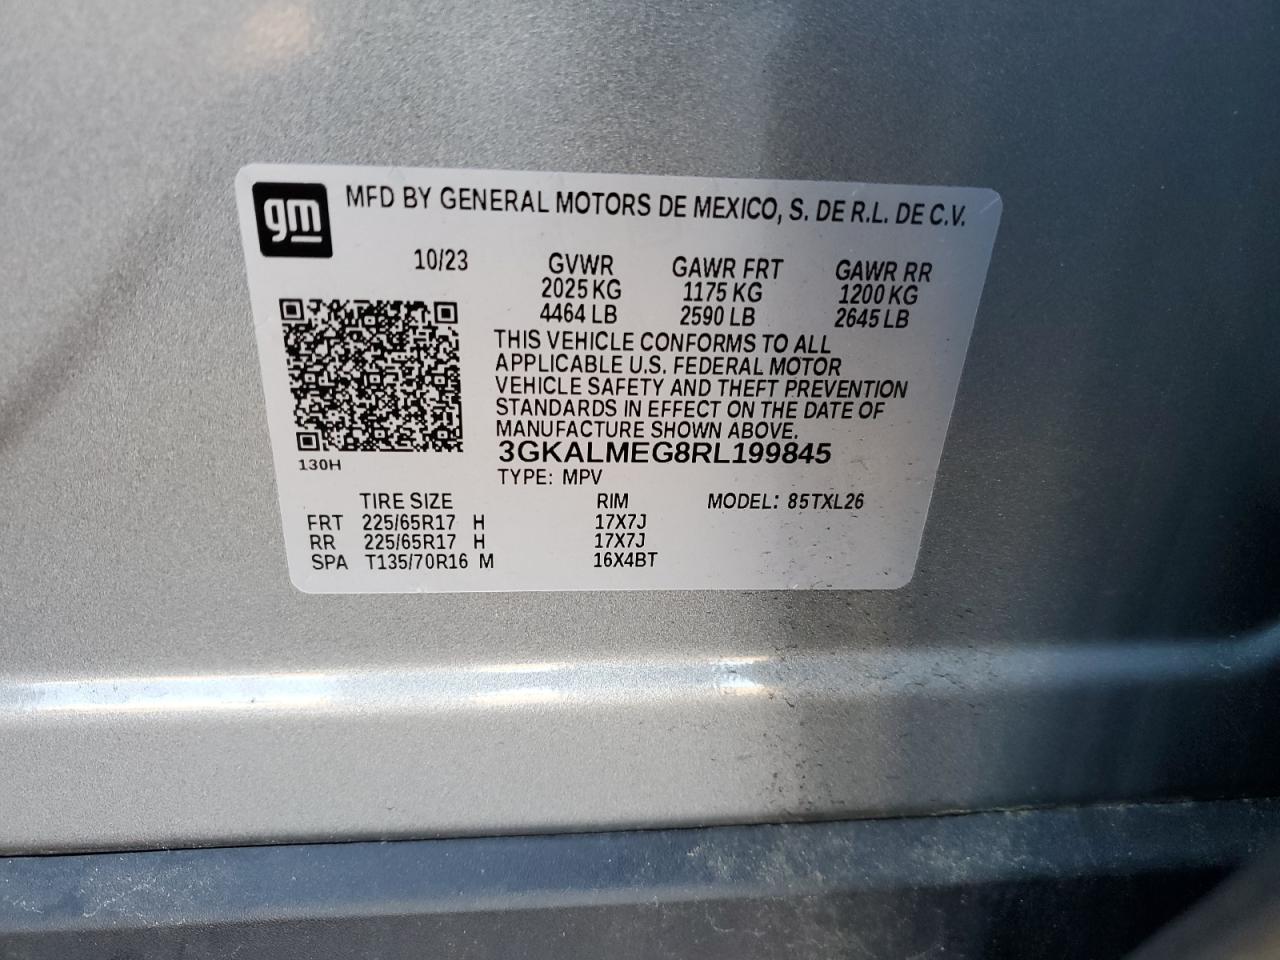 gm
MFD BY GENERAL MOTORS DE MEXICO, S. DE R.L. DE C.V.
10/23 GVWR GAWR FRT GAWR RR
2025 KG 1175 KG 1200 KG
4464 LB 2590 LB 2645 LB
THIS VEHICLE CONFORMS TO ALL
APPLICABLE U.S. FEDERAL MOTOR
VEHICLE SAFETY AND THEFT PREVENTION
STANDARDS IN EFFECT ON THE DATE OF
MANUFACTURE SHOWN ABOVE.
3GKALMEG8RL199845
130H
TYPE: MPV
TIRE SIZE RIM MODEL: 85TXL26
FRT 225/65R17 H 17X7J
RR 225/65R17 H 17X7J
SPA T135/70R16 M 16X4BT